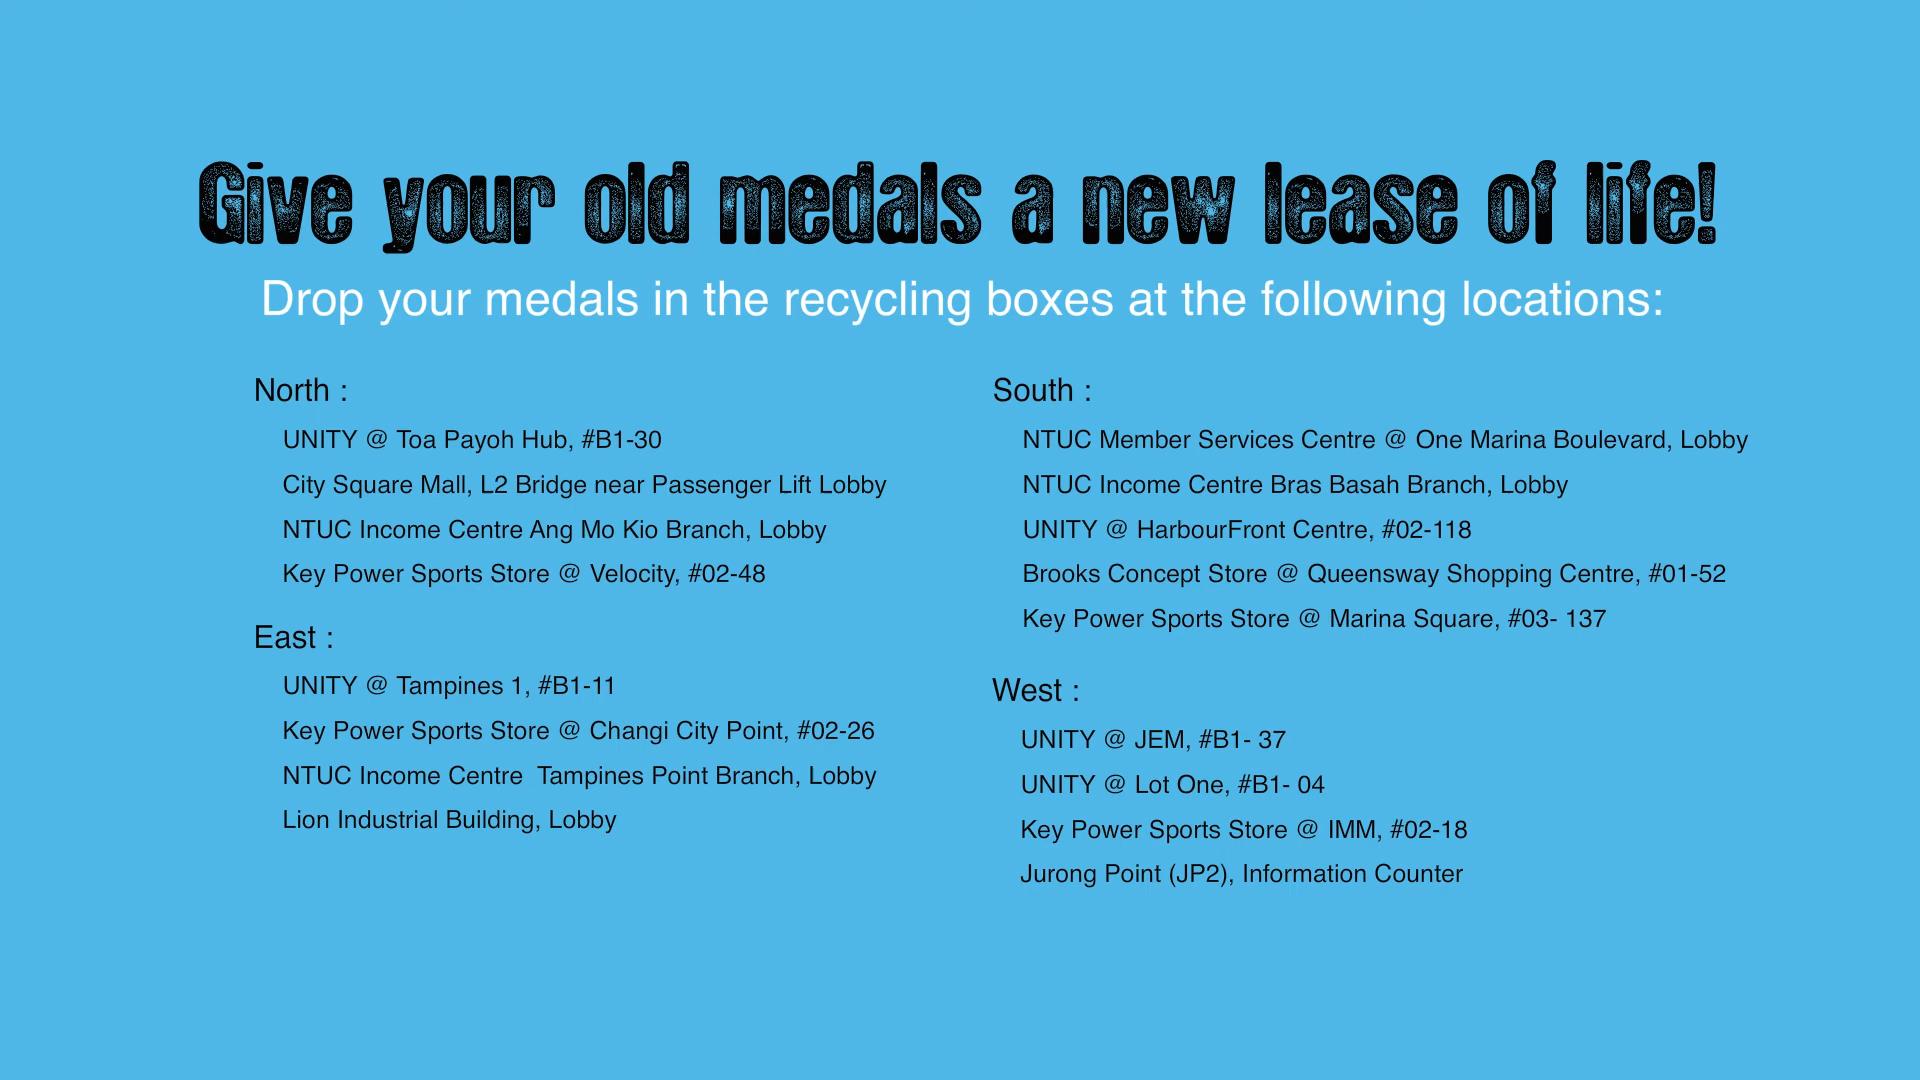 Give your old medals a new lease of life!
Drop your medals in the recycling boxes at the following locations:
North :
UNITY @ Toa Payoh Hub, #B1-30
City Square Mall, L2 Bridge near Passenger Lift Lobby
NTUC Income Centre Ang Mo Kio Branch, Lobby
Key Power Sports Store @ Velocity, #02-48
East :
UNITY @ Tampines 1, #B1-11
Key Power Sports Store @ Changi City Point, #02-26
NTUC Income Centre  Tampines Point Branch, Lobby
Lion Industrial Building, Lobby
South :
NTUC Member Services Centre @ One Marina Boulevard, Lobby
NTUC Income Centre Bras Basah Branch, Lobby
UNITY @ HarbourFront Centre, #02-118
Brooks Concept Store @ Queensway Shopping Centre, #01-52
Key Power Sports Store @ Marina Square, #03- 137
West :
UNITY @ JEM, #B1- 37
UNITY @ Lot One, #B1- 04
Key Power Sports Store @ IMM, #02-18
Jurong Point (JP2), Information Counter